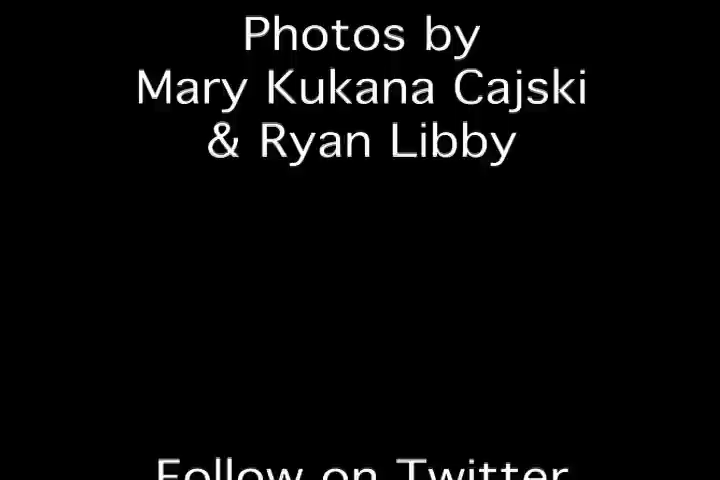 Photos by
Mary Kukana Cajski
& Ryan Libby
Follow on Twitter